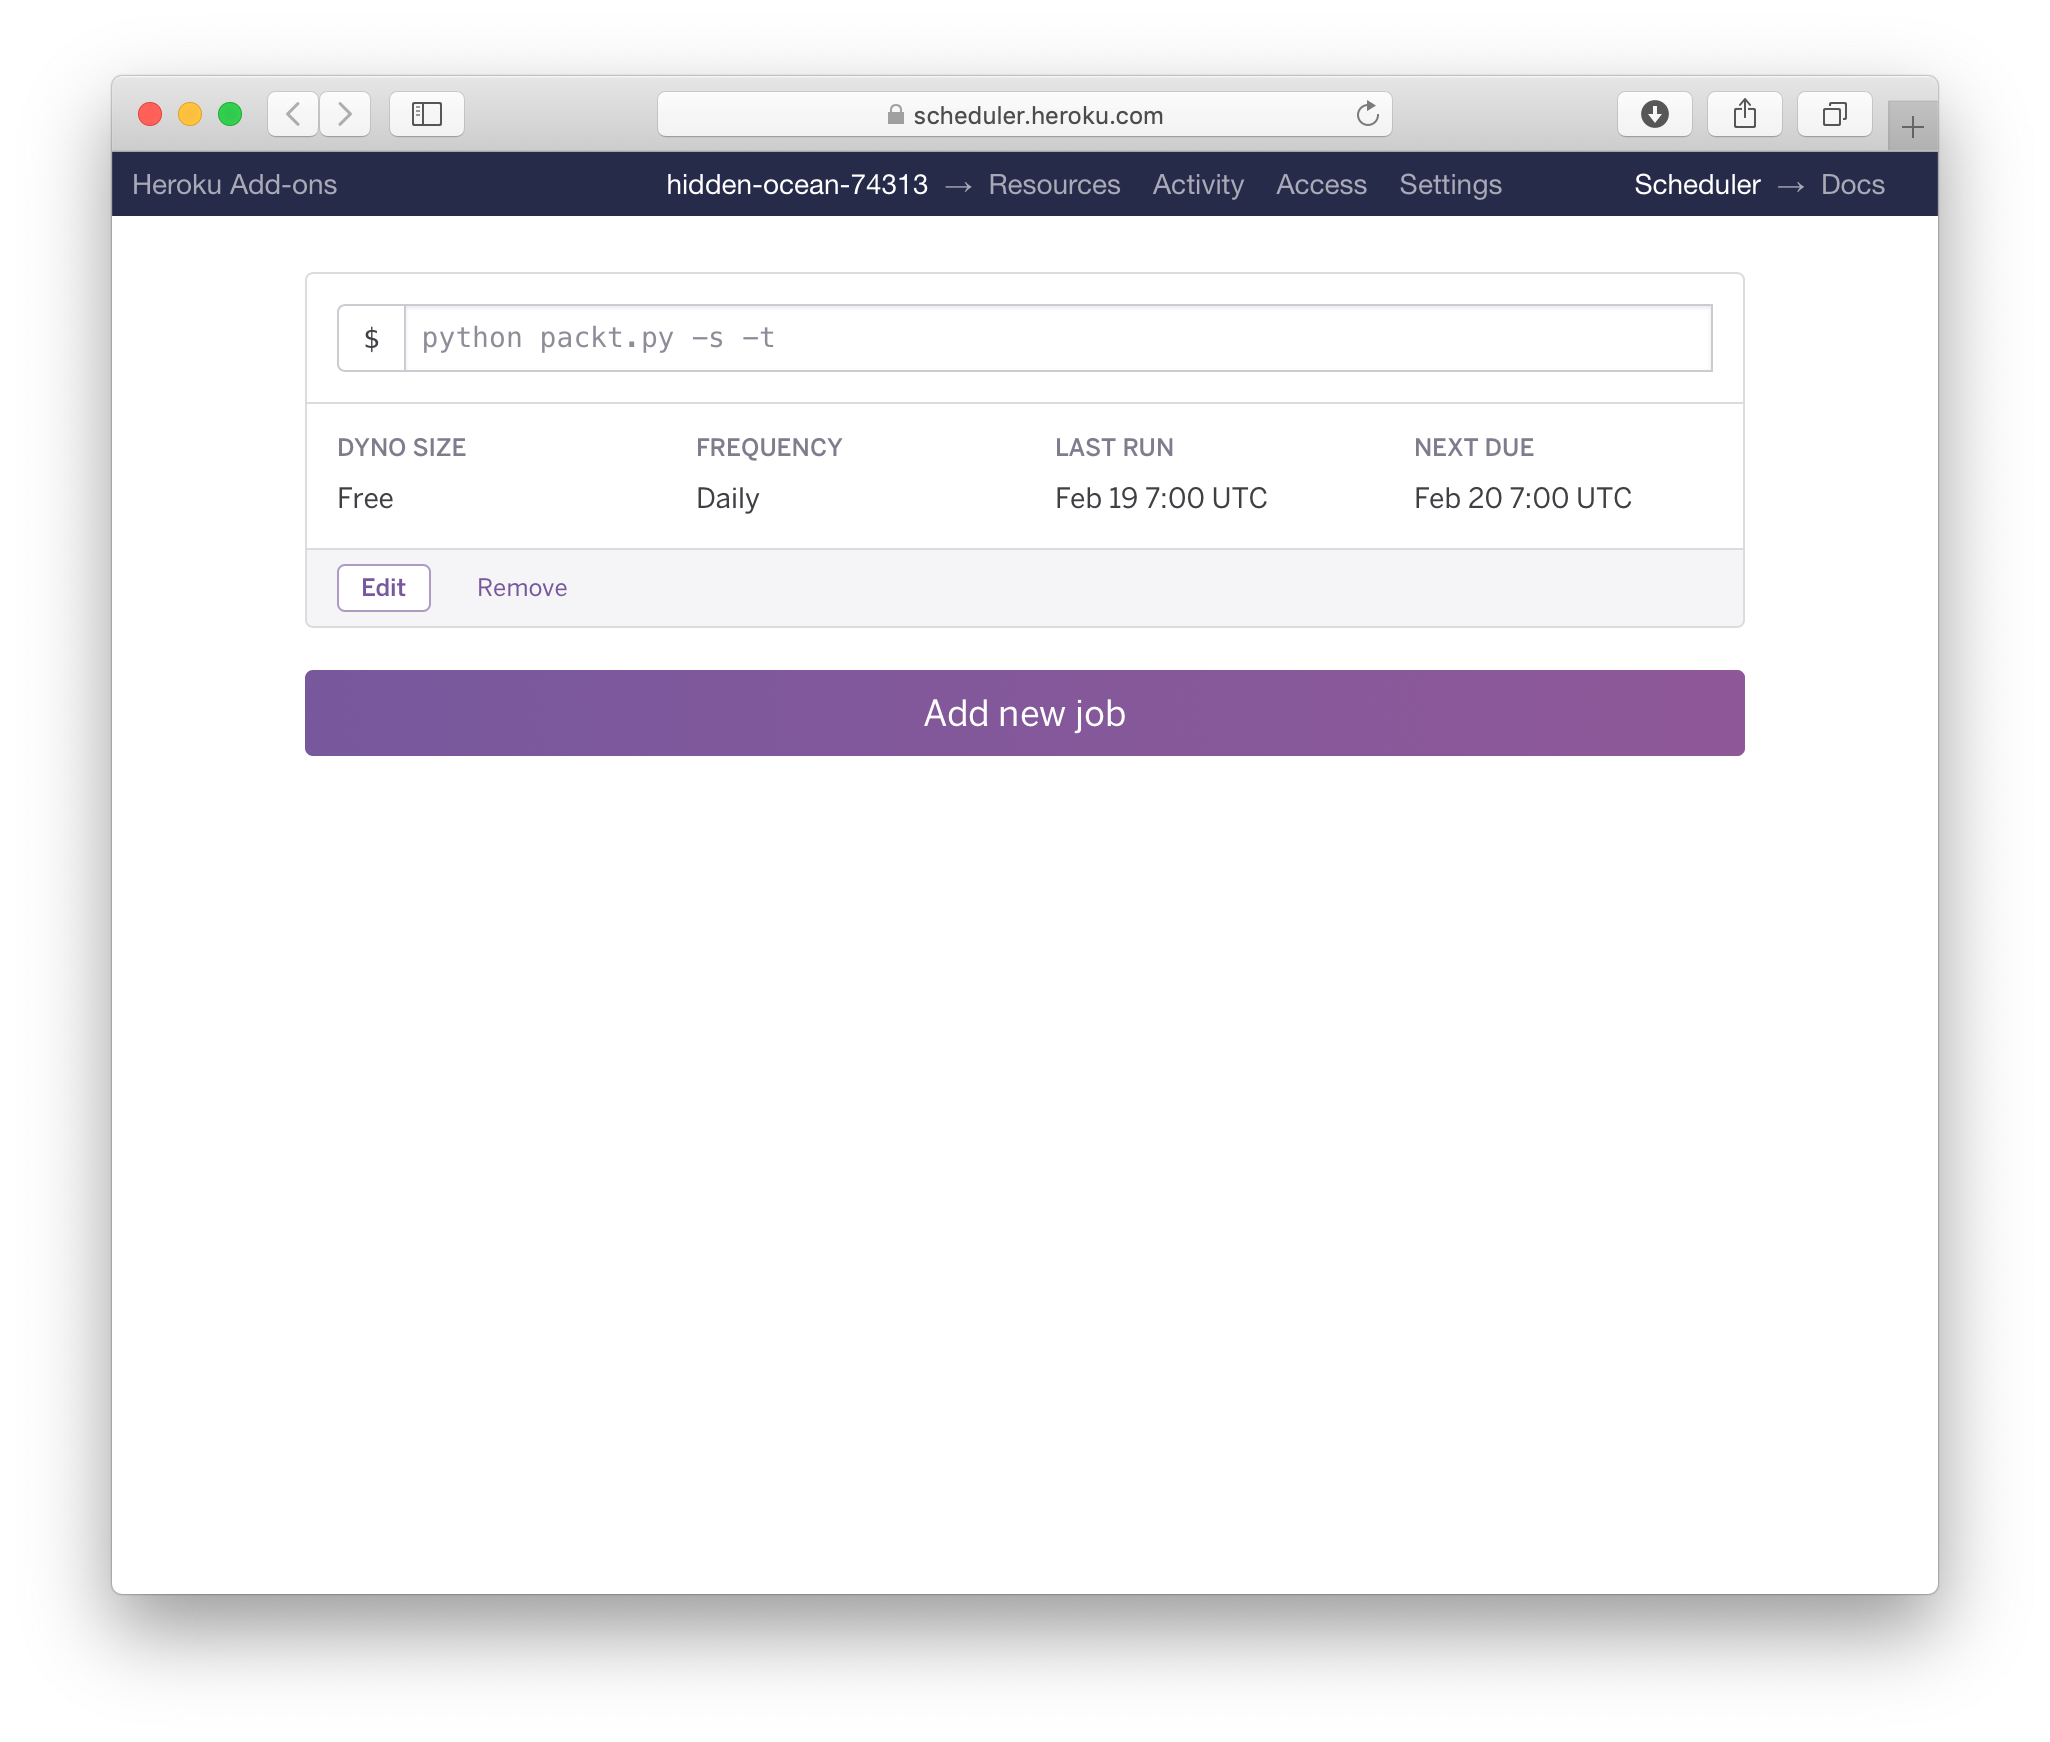 scheduler.heroku.com
Heroku Add-ons hidden-ocean-74313 → Resources Activity Access Settings Scheduler → Docs
$ python packt.py -s -t
DYNO SIZE FREQUENCY LAST RUN NEXT DUE
Free Daily Feb 19 7:00 UTC Feb 20 7:00 UTC
Edit Remove
Add new job